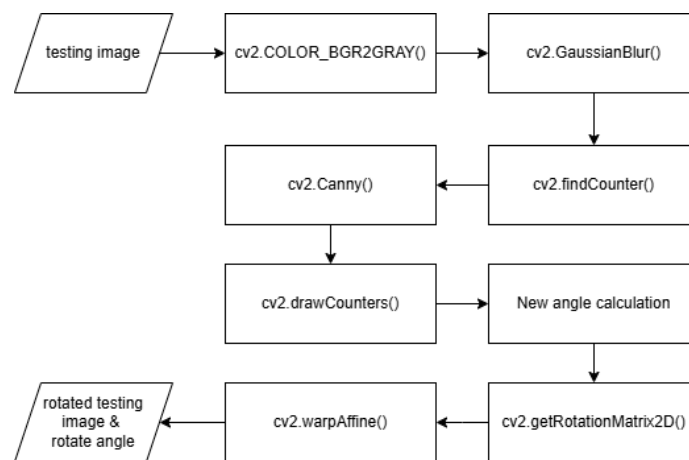 testing image
cv2.COLOR_BGR2GRAY()
cv2.GaussianBlur()
cv2.findCounter()
cv2.Canny()
cv2.drawCounters()
New angle calculation
cv2.getRotationMatrix2D()
cv2.warpAffine()
rotated testing
image &
rotate angle